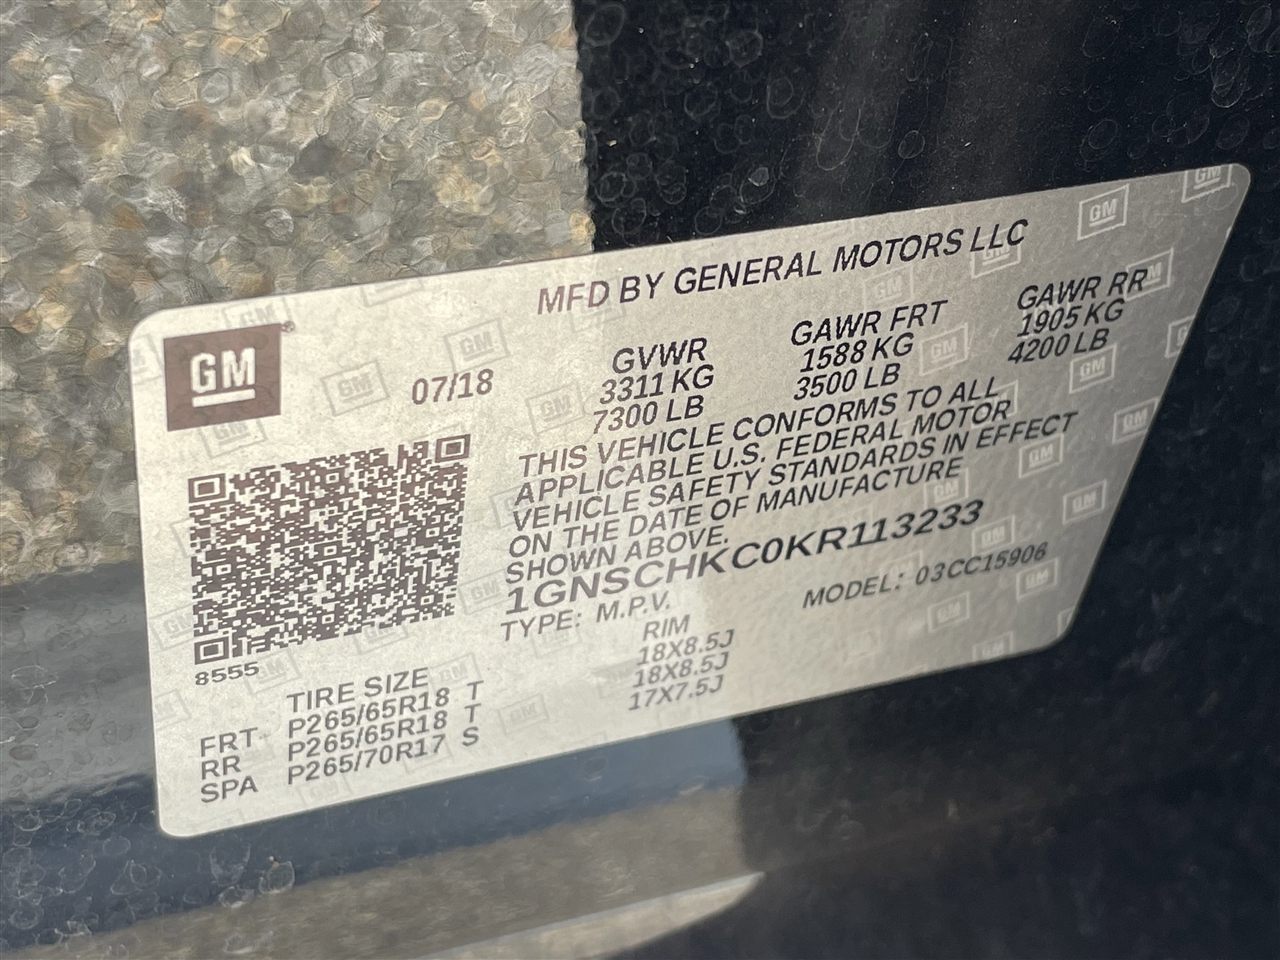 MFD BY GENERAL MOTORS LLC
GM
07/18
GVWR GAWR FRT GAWR RR
3311 KG 1588 KG 1905 KG
7300 LB 3500 LB 4200 LB
THIS VEHICLE CONFORMS TO ALL
APPLICABLE U.S. FEDERAL MOTOR
VEHICLE SAFETY STANDARDS IN EFFECT
ON THE DATE OF MANUFACTURE
SHOWN ABOVE.
1GNSCHKC0KR113233
TYPE: M.P.V. MODEL: 03CC15906
8555
TIRE SIZE RIM
FRT P265/65R18 T 18X8.5J
RR P265/65R18 T 18X8.5J
SPA P265/70R17 S 17X7.5J